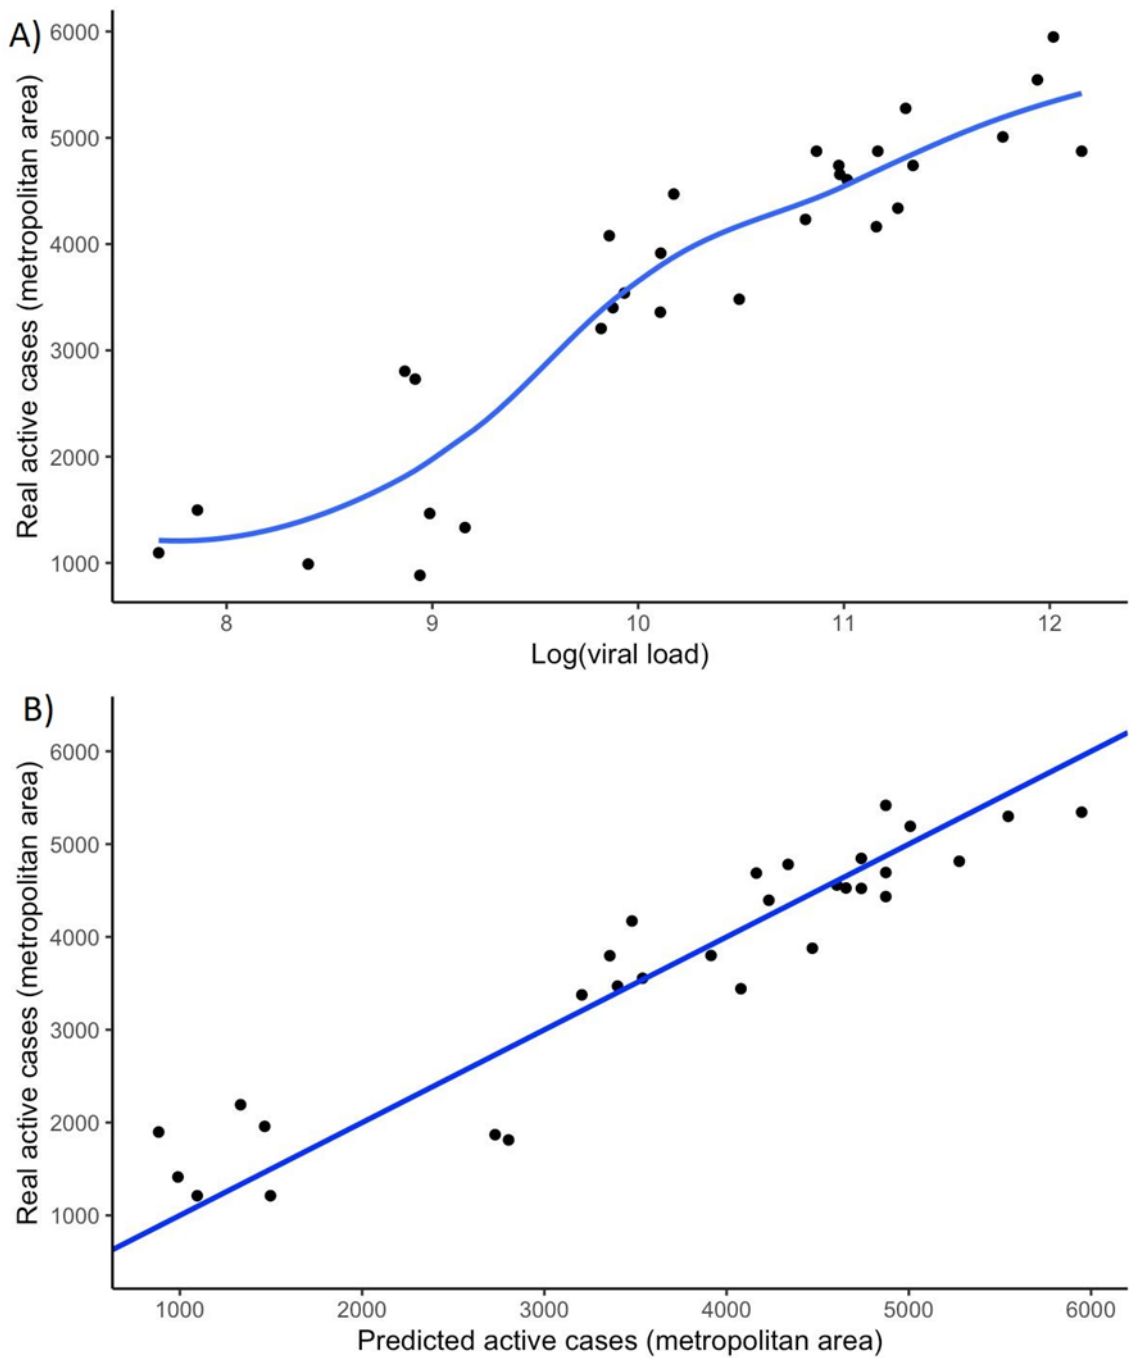 A)
Real active cases (metropolitan area)
6000
5000
4000
3000
2000
1000
8 9 10 11 12
Log(viral load)
B)
Real active cases (metropolitan area)
6000
5000
4000
3000
2000
1000
1000 2000 3000 4000 5000 6000
Predicted active cases (metropolitan area)